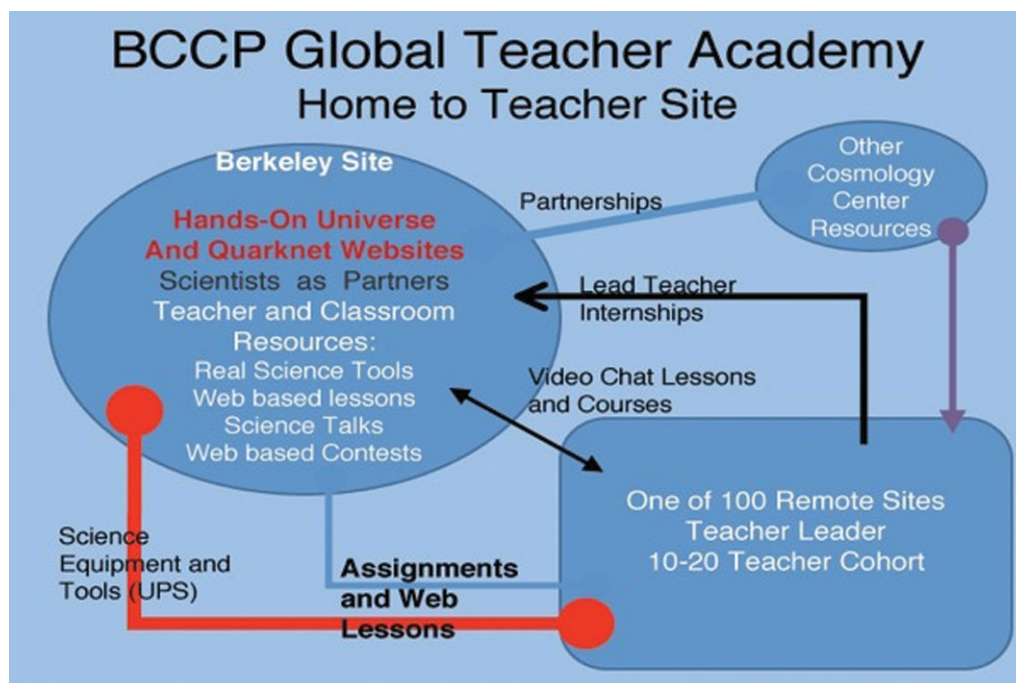 BCCP Global Teacher Academy
Home to Teacher Site
Berkeley Site
Hands-On Universe
And Quarknet Websites
Scientists as Partners
Teacher and Classroom
Resources:
Real Science Tools
Web based lessons
Science Talks
Web based Contests
Partnerships
Other
Cosmology
Center
Resources
Lead Teacher
Internships
Video Chat Lessons
and Courses
One of 100 Remote Sites
Teacher Leader
10-20 Teacher Cohort
Science
Equipment and
Tools (UPS)
Assignments
and Web
Lessons